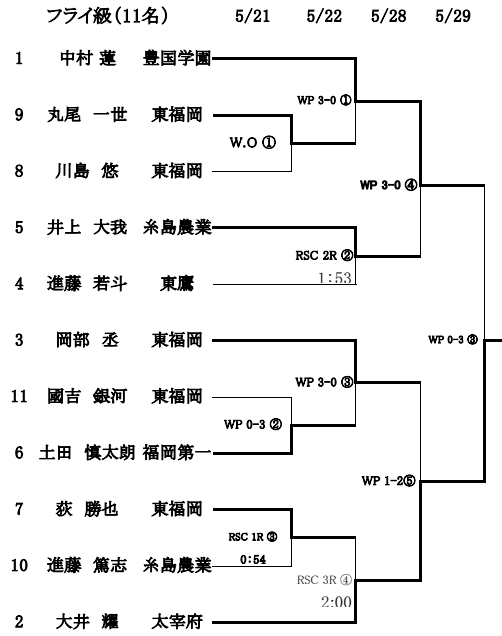 フライ級（11名） 5/21 5/22 5/28 5/29
1 中村 蓮 豊国学園
WP 3-0 ①
9 丸尾 一世 東福岡
W.O ①
8 川島 悠 東福岡
WP 3-0 ④
5 井上 大我 糸島農業
RSC 2R ②
1:53
4 進藤 若斗 東鷹
3 岡部 丞 東福岡
WP 0-3 ③
WP 3-0 ③
11 國吉 銀河 東福岡
WP 0-3 ②
6 土田 慎太朗 福岡第一
WP 1-2⑤
7 荻 勝也 東福岡
RSC 1R ③
0:54
10 進藤 篤志 糸島農業
RSC 3R ④
2:00
2 大井 耀 太宰府